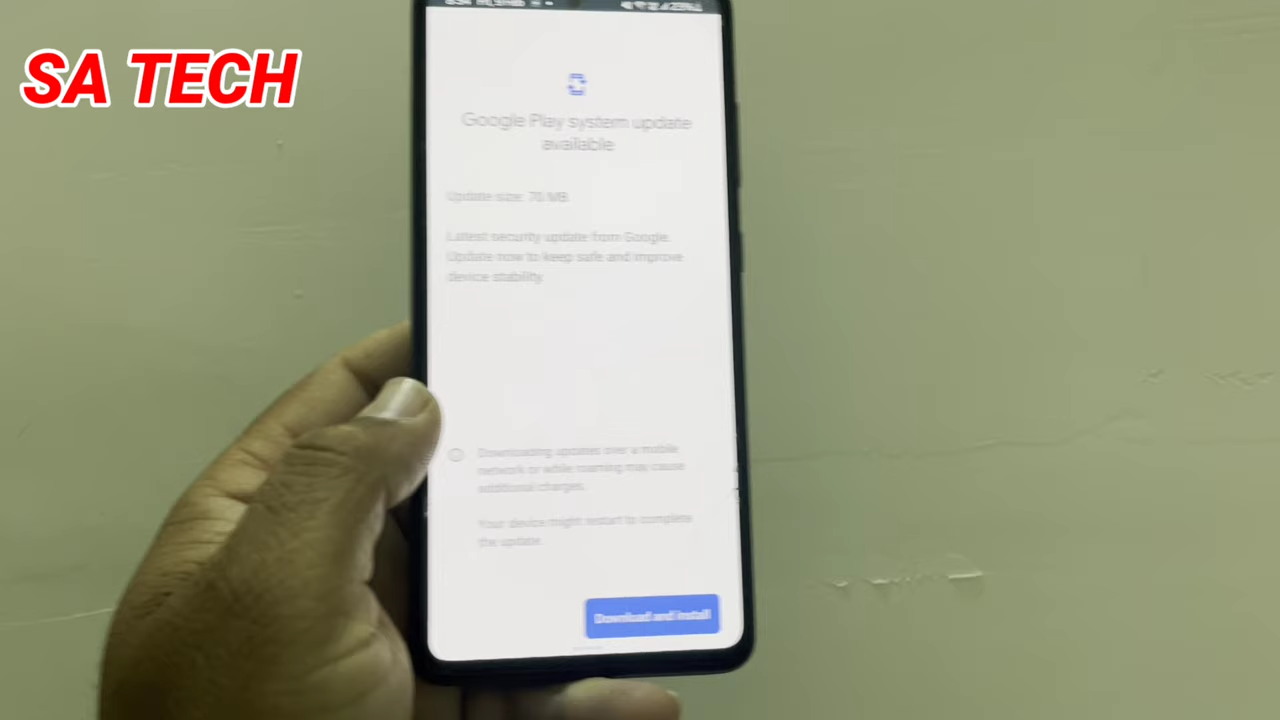 SA TECH
Google Play system update
available
Update size: 70 MB
Latest security update from Google.
Update now to keep safe and improve
device stability.
Downloading updates over a mobile
network or while roaming may cause
additional charges.
Your device might restart to complete
the update.
Download and install